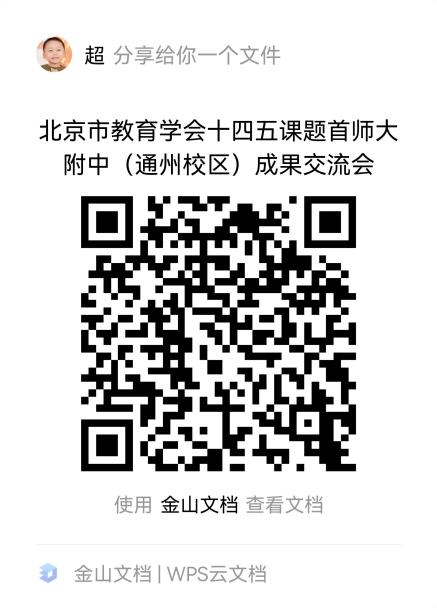 超 分享给你一个文件
北京市教育学会十四五课题首师大
附中（通州校区）成果交流会
使用 金山文档 查看文档
金山文档 | WPS云文档